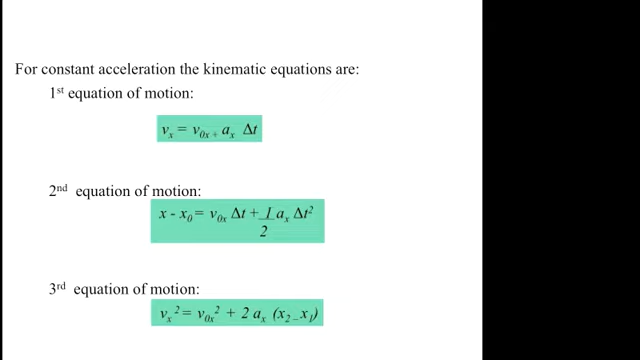 For constant acceleration the kinematic equations are:
1st equation of motion:
vₓ = v₀ₓ₊ aₓ Δt
2nd equation of motion:
x - x₀ = v₀ₓ Δt + 1 aₓ Δt²
2
3rd equation of motion:
vₓ² = v₀ₓ² + 2 aₓ (x₂ – x₁)